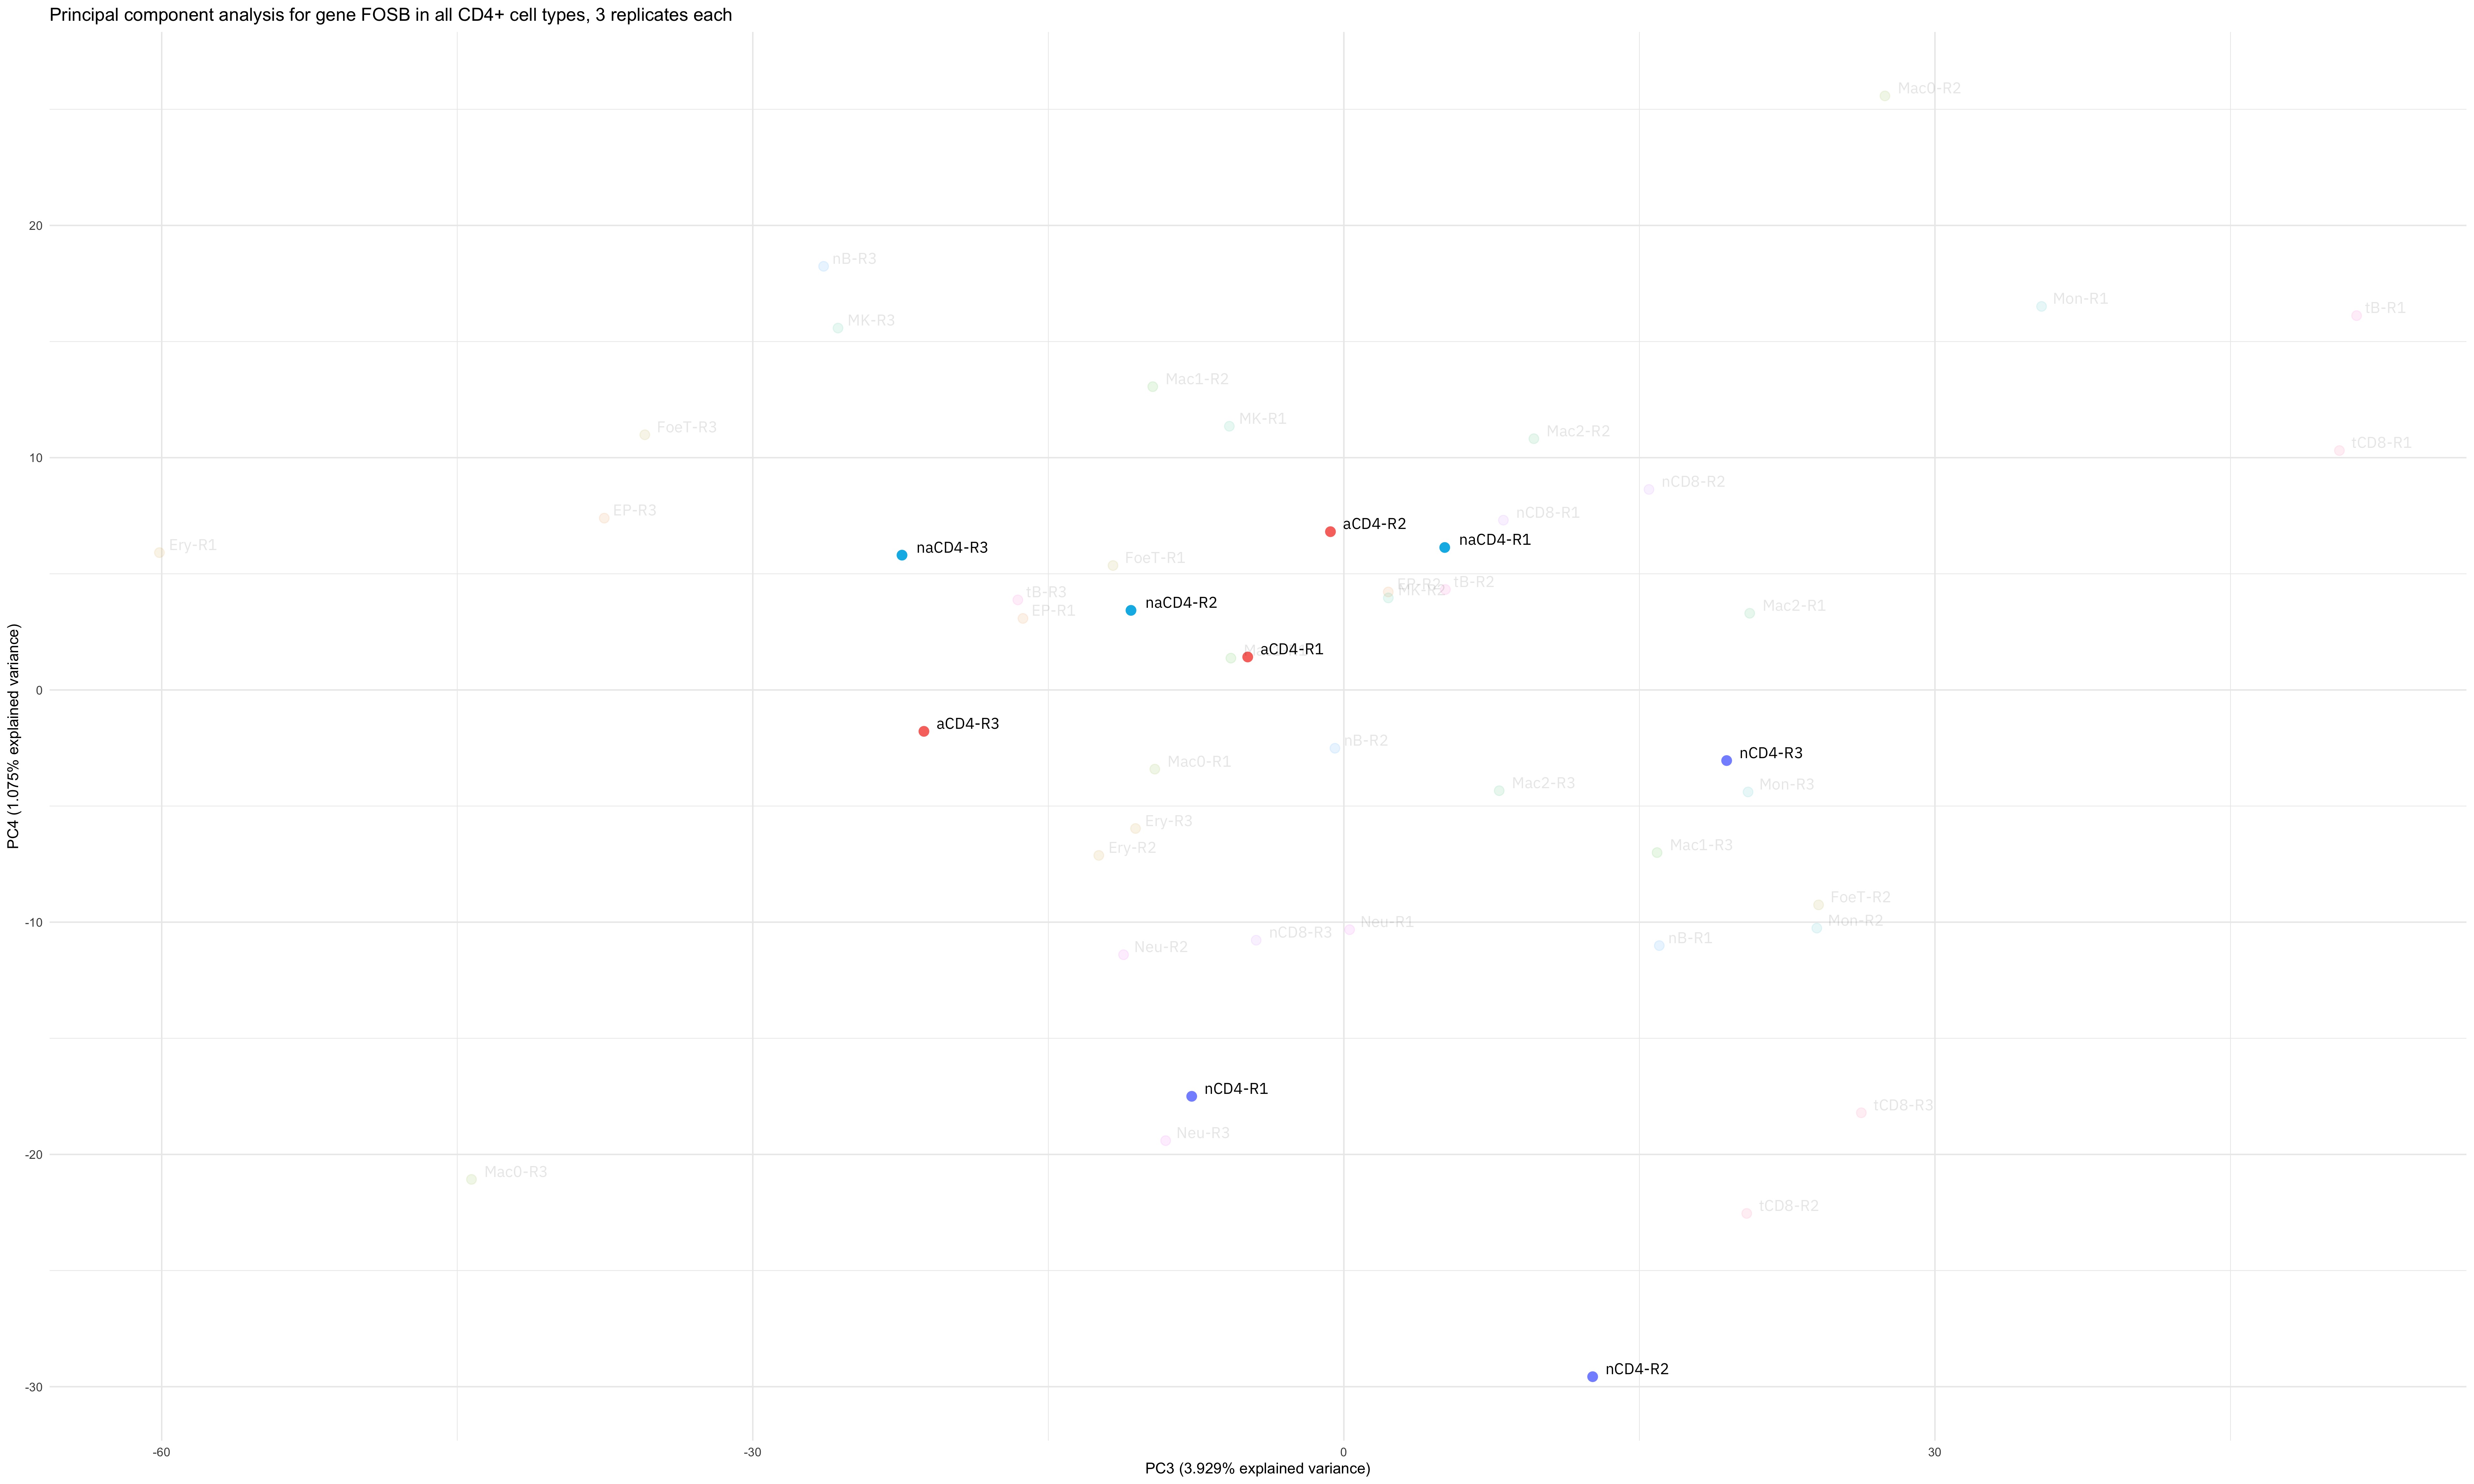 Principal component analysis for gene FOSB in all CD4+ cell types, 3 replicates each
Mac0-R2
20
nB-R3
Mon-R1
tB-R1
MK-R3
Mac1-R2
MK-R1
FoeT-R3
Mac2-R2
tCD8-R1
10
nCD8-R2
EP-R3
nCD8-R1
aCD4-R2
naCD4-R1
Ery-R1
naCD4-R3
FoeT-R1
EP-R2
tB-R2
MK-R2
tB-R3
naCD4-R2
Mac2-R1
EP-R1
aCD4-R1
0
aCD4-R3
nB-R2
nCD4-R3
Mac0-R1
Mac2-R3
Mon-R3
Ery-R3
Ery-R2
Mac1-R3
FoeT-R2
-10
Neu-R1
Mon-R2
nCD8-R3
nB-R1
Neu-R2
nCD4-R1
tCD8-R3
Neu-R3
-20
Mac0-R3
tCD8-R2
nCD4-R2
-30
-60
-30
0
30
PC3 (3.929% explained variance)
PC4 (1.075% explained variance)